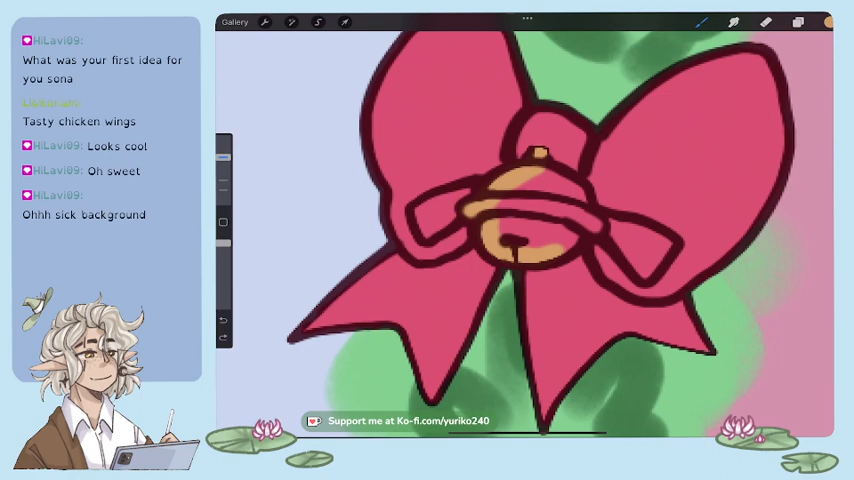 HiLavi09:
What was your first idea for
you sona
Tasty chicken wings
HiLavi09: Looks cool
HiLavi09: Oh sweet
HiLavi09:
Ohhh sick background
Gallery
Support me at Ko-fi.com/yuriko240